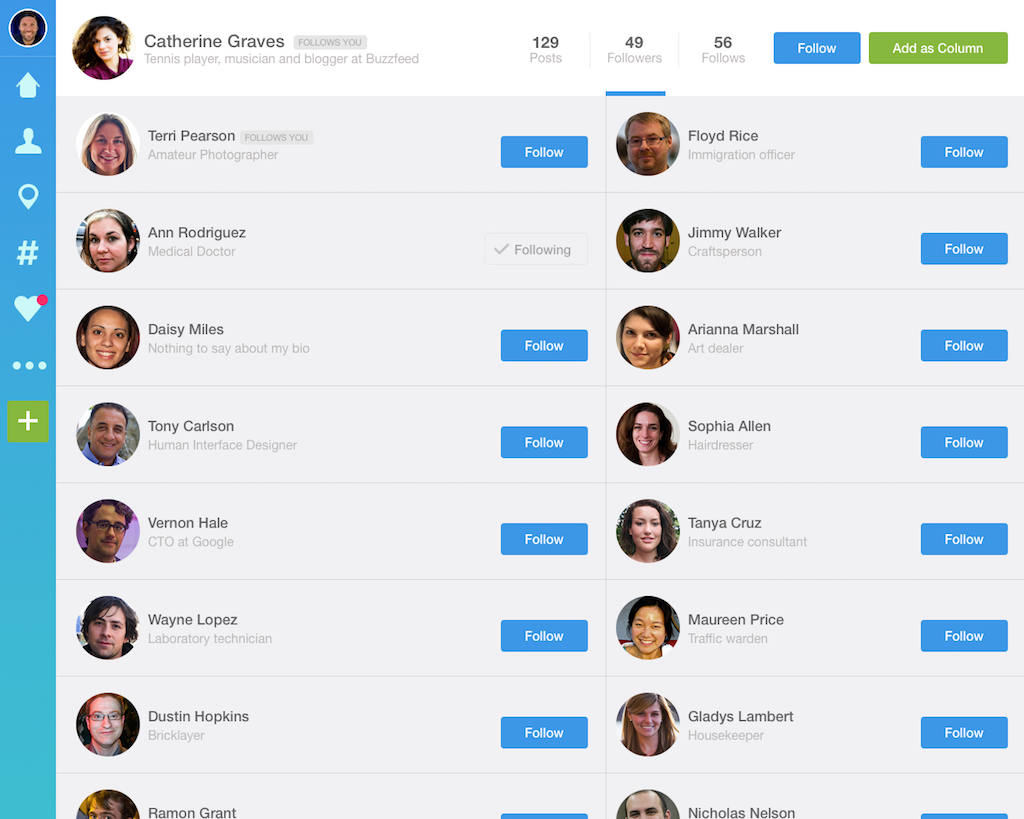 Catherine Graves FOLLOWS YOU
Tennis player, musician and blogger at Buzzfeed
129
Posts
49
Followers
56
Follows
Follow
Add as Column
Terri Pearson FOLLOWS YOU
Amateur Photographer
Follow
Floyd Rice
Immigration officer
Follow
Ann Rodriguez
Medical Doctor
Following
Jimmy Walker
Craftsperson
Follow
Daisy Miles
Nothing to say about my bio
Follow
Arianna Marshall
Art dealer
Follow
Tony Carlson
Human Interface Designer
Follow
Sophia Allen
Hairdresser
Follow
Vernon Hale
CTO at Google
Follow
Tanya Cruz
Insurance consultant
Follow
Wayne Lopez
Laboratory technician
Follow
Maureen Price
Traffic warden
Follow
Dustin Hopkins
Bricklayer
Follow
Gladys Lambert
Housekeeper
Follow
Ramon Grant
Nicholas Nelson